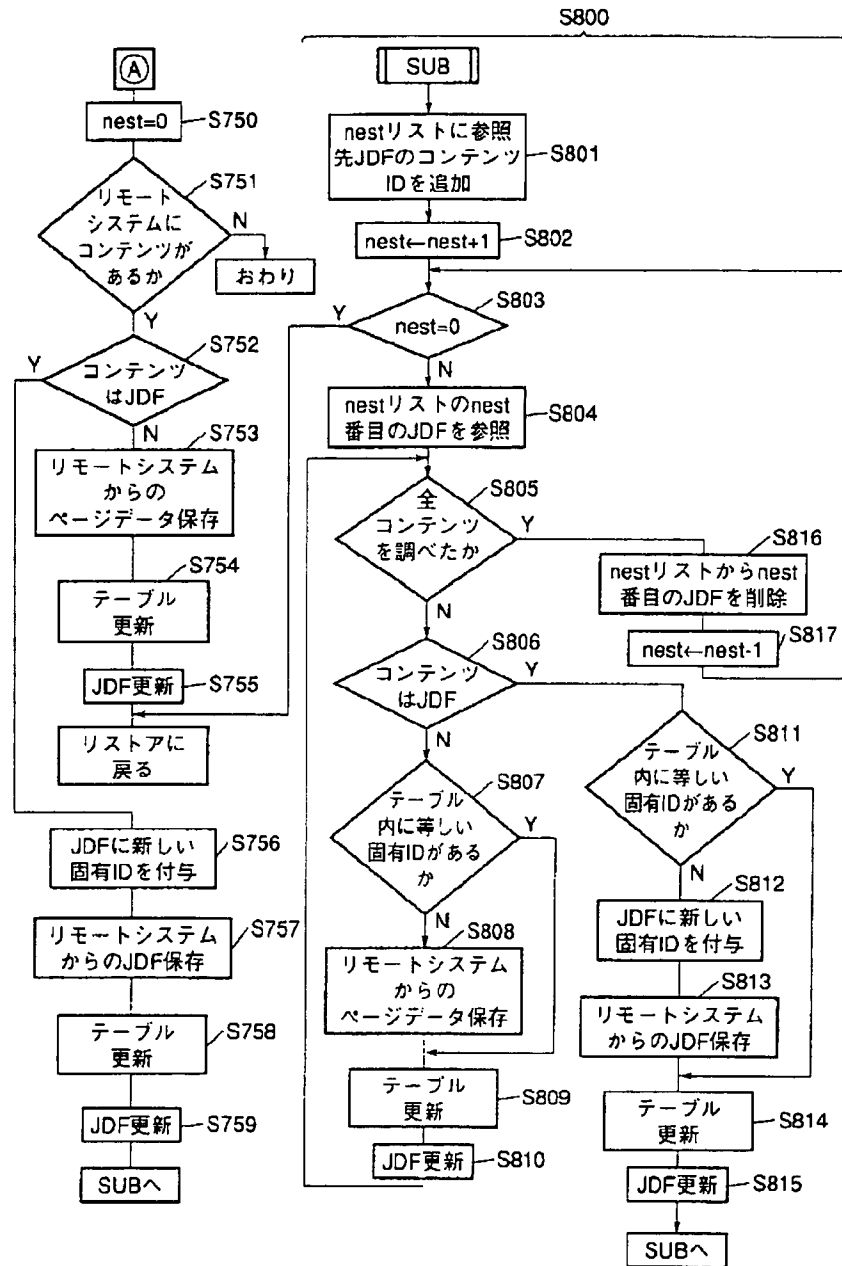 S800
A
nest=0
S750
S751
リモート
システムに
コンテンツが
あるか
N
おわり
Y
S752
Y
コンテンツ
はJDF
N
S753
リモートシステム
からの
ページデータ保存
S754
テーブル
更新
JDF更新
S755
リストアに
戻る
JDFに新しい
固有IDを付与
S756
リモートシステム
からのJDF保存
S757
テーブル
更新
S758
JDF更新
S759
SUBへ
SUB
nestリストに参照
先JDFのコンテンツ
IDを追加
S801
nest←nest+1
S802
S803
Y
nest=0
N
nestリストのnest
番目のJDFを参照
S804
S805
全
コンテンツ
を調べたか
Y
N
S806
コンテンツ
はJDF
Y
N
S807
テーブル
内に等しい
固有IDがあるか
Y
N
S808
リモートシステム
からの
ページデータ保存
テーブル
更新
S809
JDF更新
S810
S816
nestリストからnest
番目のJDFを削除
S817
nest←nest-1
S811
テーブル
内に等しい
固有IDがある
か
Y
N
S812
JDFに新しい
固有IDを付与
S813
リモートシステム
からのJDF保存
テーブル
更新
S814
JDF更新
S815
SUBへ